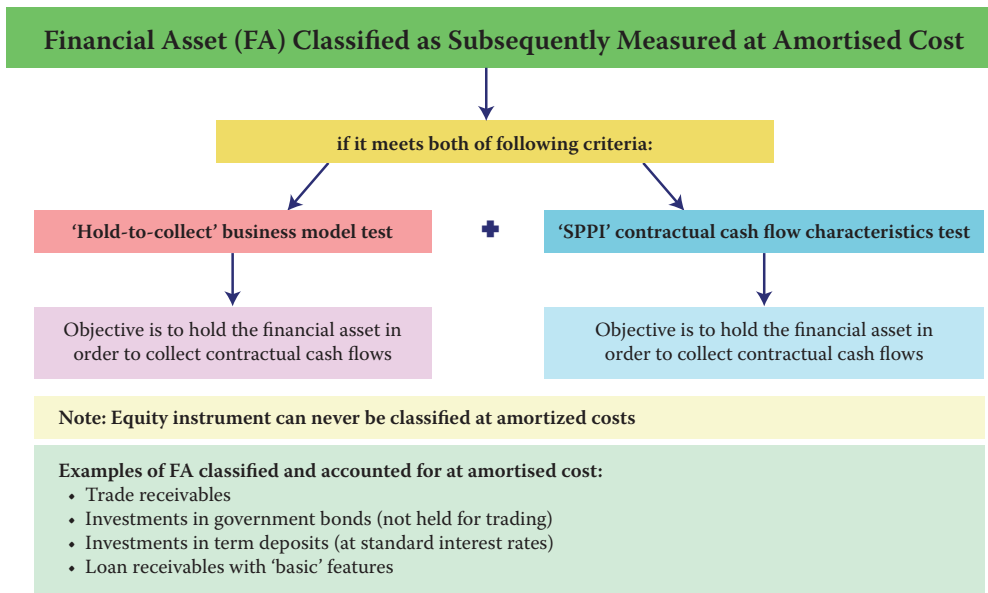 Financial Asset (FA) Classified as Subsequently Measured at Amortised Cost
if it meets both of following criteria:
‘Hold-to-collect’ business model test
‘SPPI’ contractual cash flow characteristics test
Objective is to hold the financial asset in
order to collect contractual cash flows
Objective is to hold the financial asset in
order to collect contractual cash flows
Note: Equity instrument can never be classified at amortized costs
Examples of FA classified and accounted for at amortised cost:
• Trade receivables
• Investments in government bonds (not held for trading)
• Investments in term deposits (at standard interest rates)
• Loan receivables with ‘basic’ features